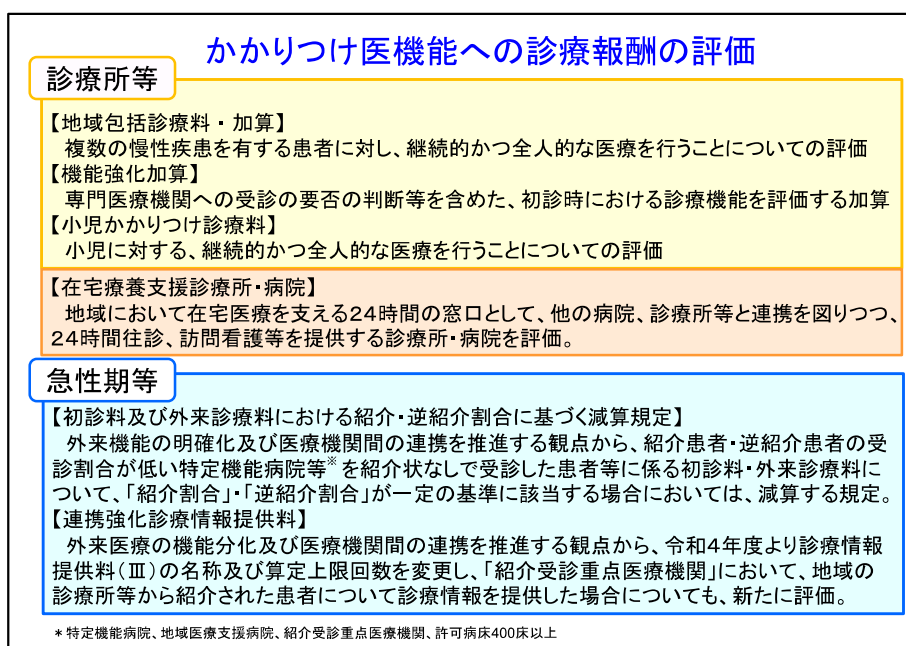 かかりつけ医機能への診療報酬の評価
診療所等
【地域包括診療料・加算】
複数の慢性疾患を有する患者に対し、継続的かつ全人的な医療を行うことについての評価
【機能強化加算】
専門医療機関への受診の要否の判断等を含めた、初診時における診療機能を評価する加算
【小児かかりつけ診療料】
小児に対する、継続的かつ全人的な医療を行うことについての評価
【在宅療養支援診療所・病院】
地域において在宅医療を支える24時間の窓口として、他の病院、診療所等と連携を図りつつ、
24時間往診、訪問看護等を提供する診療所・病院を評価。
急性期等
【初診料及び外来診療料における紹介・逆紹介割合に基づく減算規定】
外来機能の明確化及び医療機関間の連携を推進する観点から、紹介患者・逆紹介患者の受
診割合が低い特定機能病院等※を紹介状なしで受診した患者等に係る初診料・外来診療料に
ついて、「紹介割合」・「逆紹介割合」が一定の基準に該当する場合においては、減算する規定。
【連携強化診療情報提供料】
外来医療の機能分化及び医療機関間の連携を推進する観点から、令和4年度より診療情報
提供料(Ⅲ)の名称及び算定上限回数を変更し、「紹介受診重点医療機関」において、地域の
診療所等から紹介された患者について診療情報を提供した場合についても、新たに評価。
*特定機能病院、地域医療支援病院、紹介受診重点医療機関、許可病床400床以上